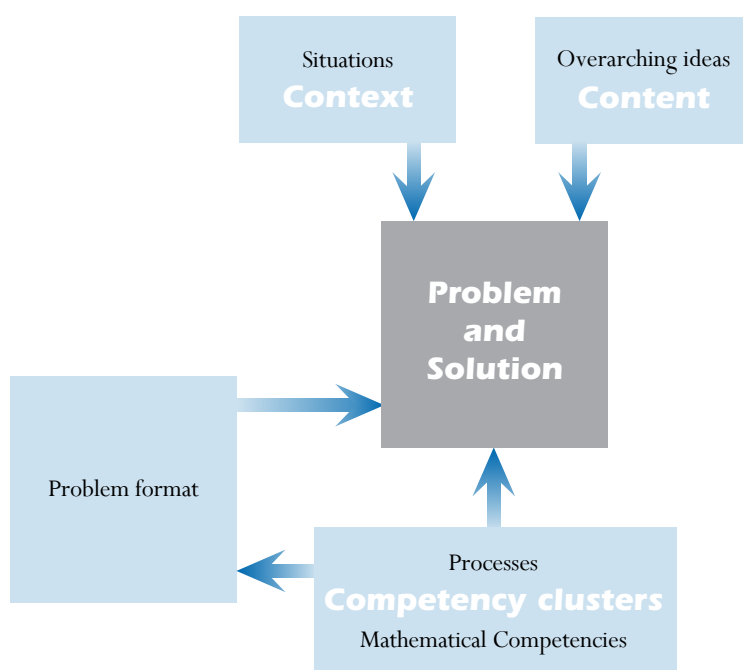 Situations
Context
Overarching ideas
Content
Problem
and
Solution
Problem format
Processes
Competency clusters
Mathematical Competencies